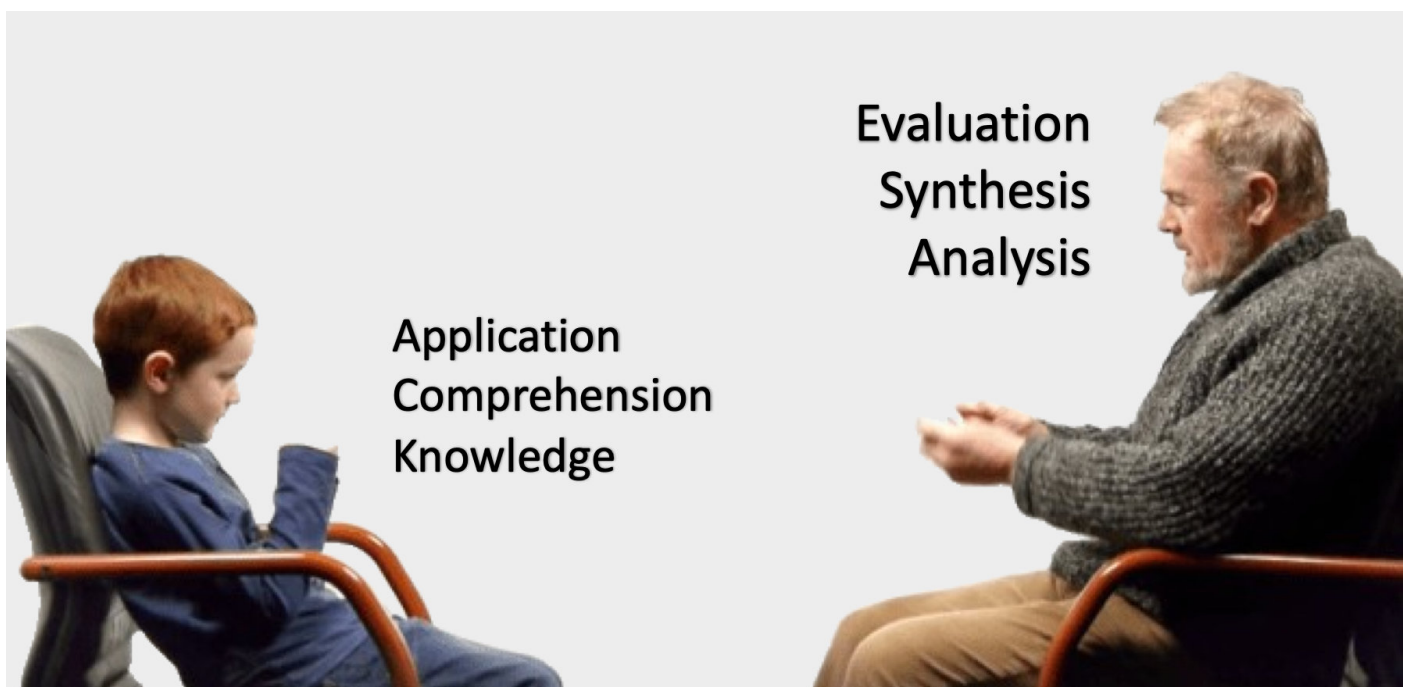 Evaluation
Synthesis
Analysis
Application
Comprehension
Knowledge